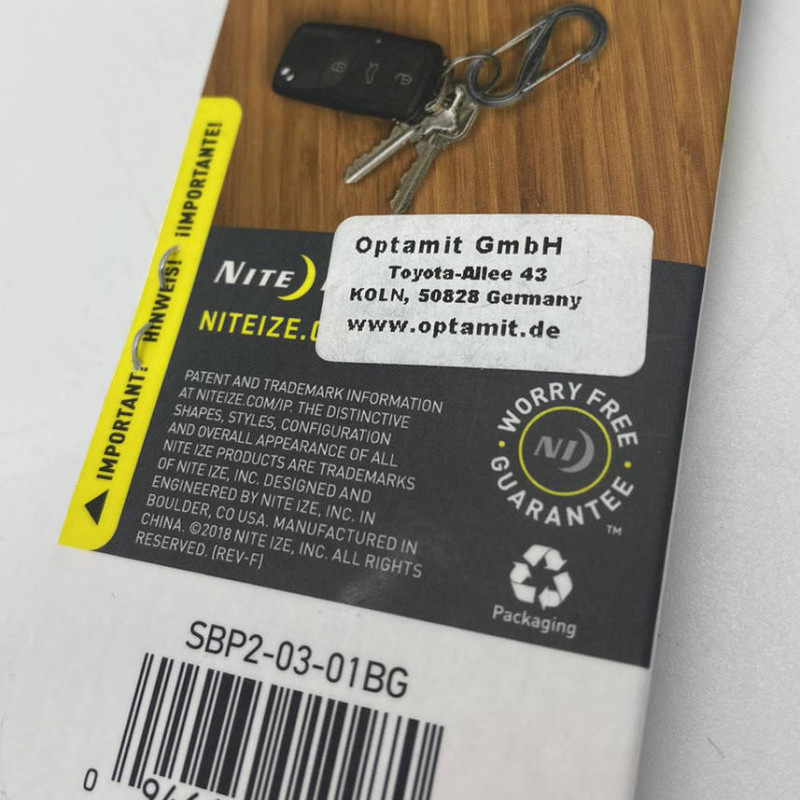 ¡IMPORTANTE!
HINWEIS!
IMPORTANT!
NITE
NITEIZE.
Optamit GmbH
Toyota-Allee 43
KOLN, 50828 Germany
www.optamit.de
PATENT AND TRADEMARK INFORMATION
AT NITEIZE.COM/IP. THE DISTINCTIVE
SHAPES, STYLES, CONFIGURATION
AND OVERALL APPEARANCE OF ALL
NITE IZE PRODUCTS ARE TRADEMARKS
OF NITE IZE, INC. DESIGNED AND
ENGINEERED BY NITE IZE, INC. IN
BOULDER, CO USA. MANUFACTURED IN
CHINA. ©2018 NITE IZE, INC. ALL RIGHTS
RESERVED. (REV-F)
WORRY FREE
NI
GUARANTEE
™
Packaging
SBP2-03-01BG
0